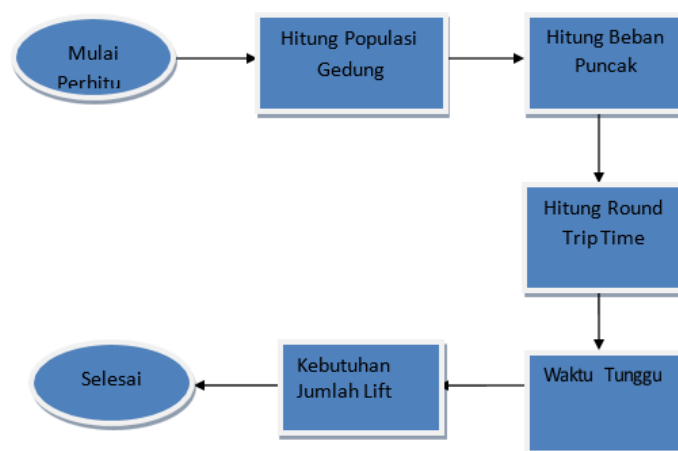 Mulai
Perhitu
Hitung Populasi
Gedung
Hitung Beban
Puncak
Hitung Round
Trip Time
Waktu Tunggu
Kebutuhan
Jumlah Lift
Selesai